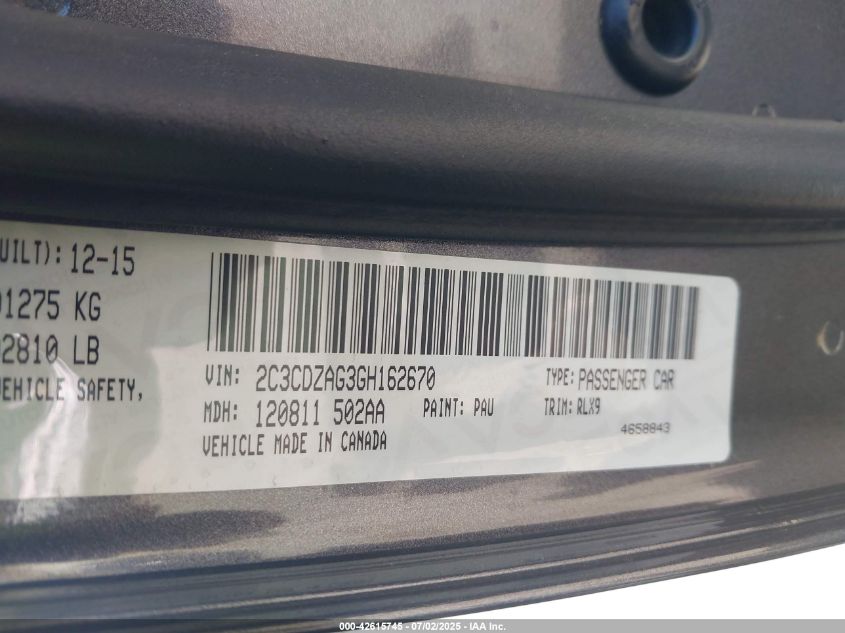 UILT): 12-15
1275 KG
2810 LB
EHICLE SAFETY,
VIN: 2C3CDZAG3GH162670
TYPE: PASSENGER CAR
MDH: 120811 502AA
PAINT: PAU
TRIM: RLX9
VEHICLE MADE IN CANADA
4658843
000-42615745 - 07/02/2025 - IAA Inc.